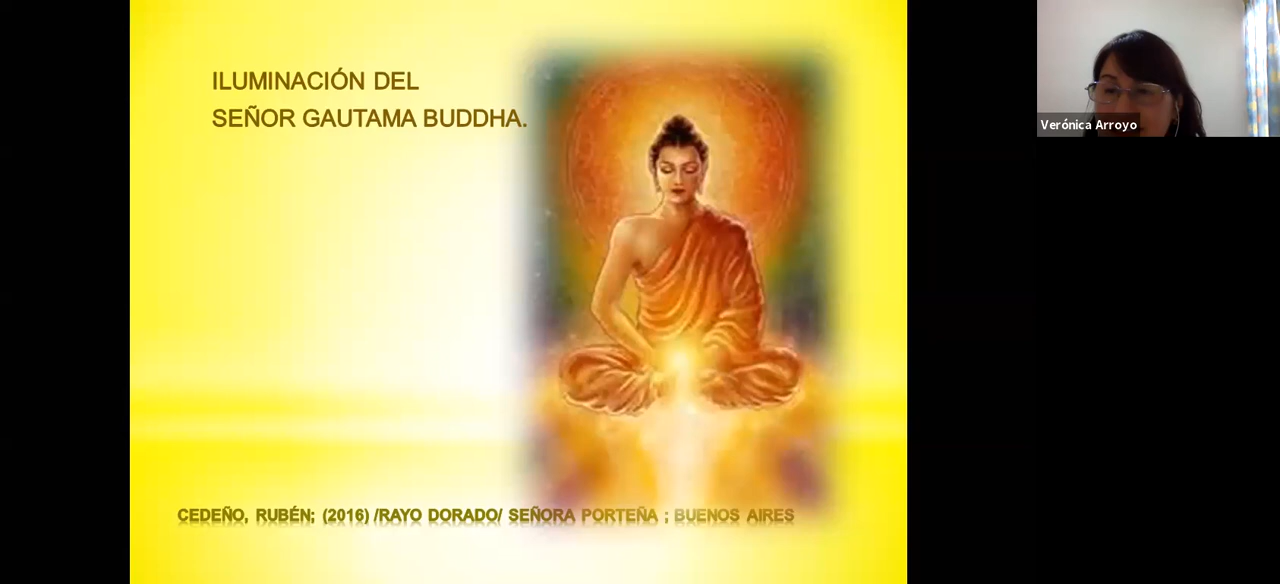 ILUMINACIÓN DEL
SEÑOR GAUTAMA BUDDHA.
Verónica Arroyo
CEDEÑO, RUBÉN; (2016) /RAYO DORADO/ SEÑORA PORTEÑA ; BUENOS AIRES